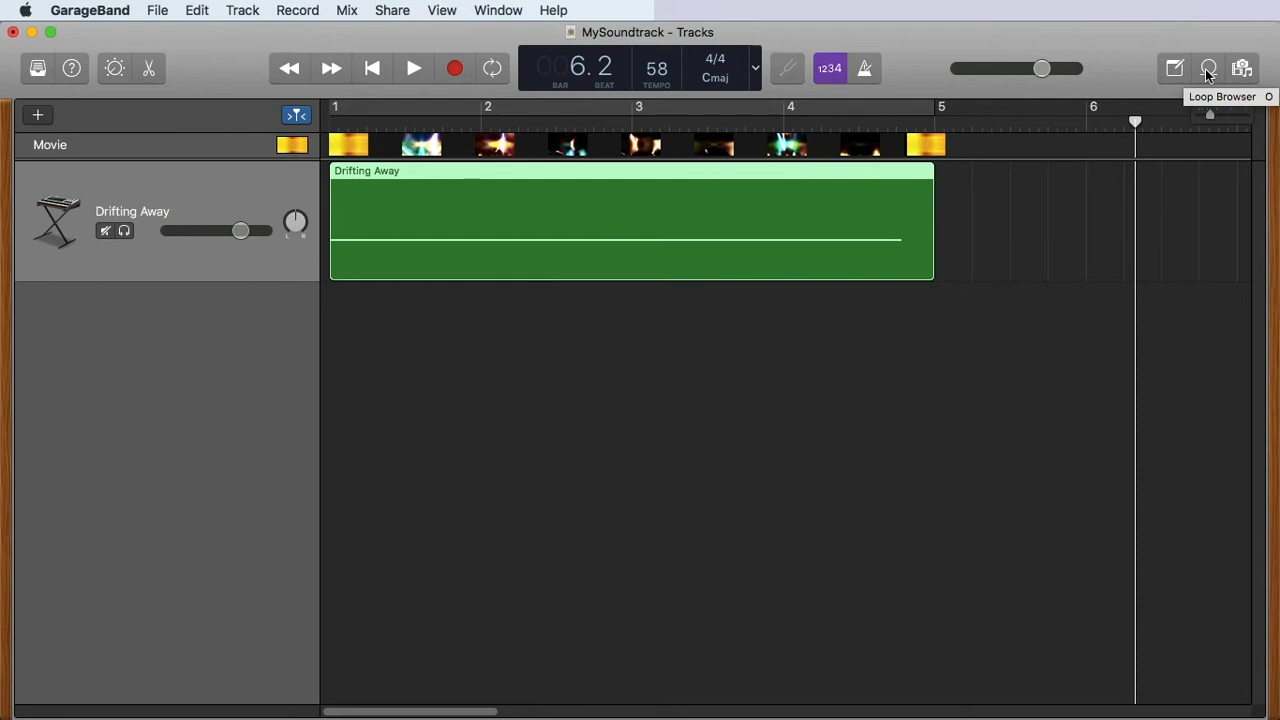 GarageBand File Edit Track Record Mix Share View Window Help
MySoundtrack - Tracks
006.2 58 4/4 Cmaj
BAR BEAT TEMPO
1234
Loop Browser O
1 2 3 4 5 6
Movie
Drifting Away
Drifting Away
L R